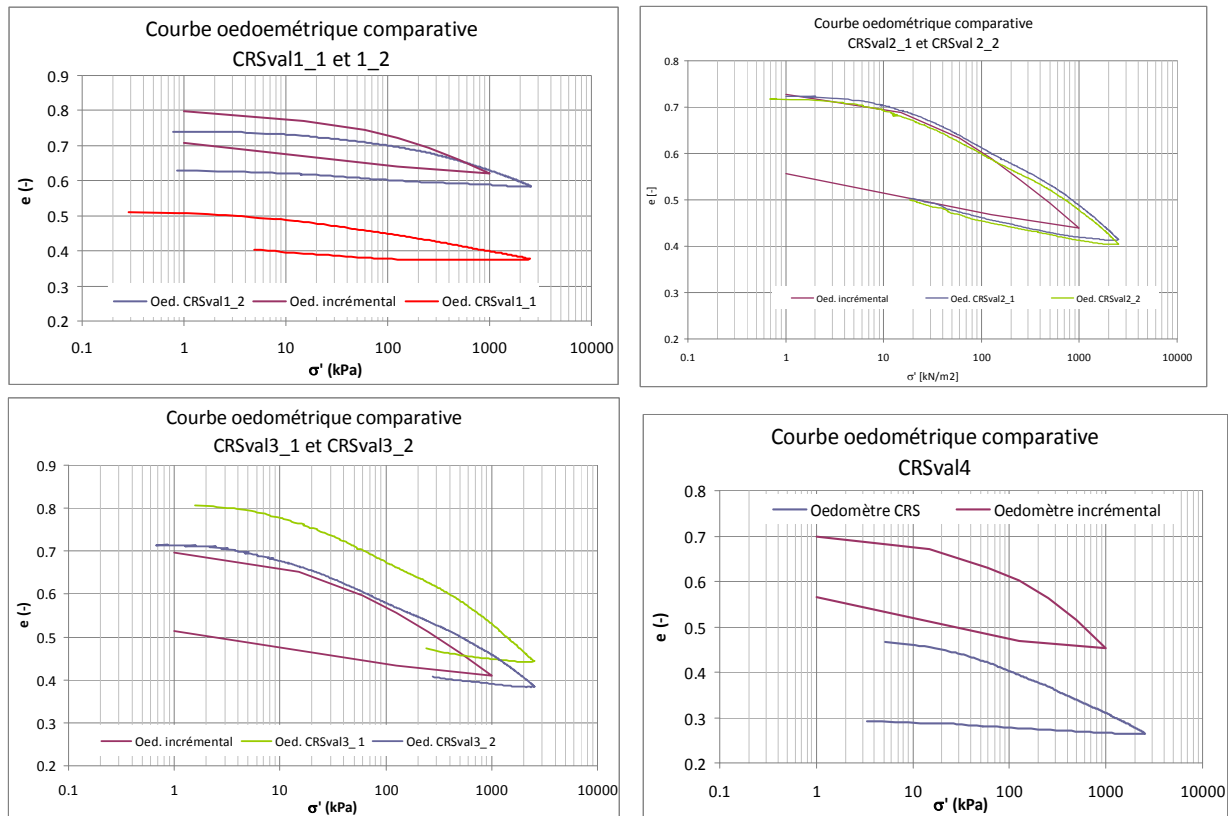 Courbe oedoemétrique comparative
CRSval1_1 et 1_2
0.9
0.8
0.7
0.6
0.5
0.4
0.3
0.2
e (-)
Oed. CRSval1_2 Oed. incrémental Oed. CRSval1_1
0.1 1 10 100 1000 10000
σ' (kPa)
Courbe oedométrique comparative
CRSval2_1 et CRSval 2_2
0.8
0.7
0.6
0.5
0.4
0.3
0.2
e [-]
Oed. incrémental Oed. CRSval2_1 Oed. CRSval2_2
0.1 1 10 100 1000 10000
σ' [kN/m2]
Courbe oedométrique comparative
CRSval3_1 et CRSval3_2
0.9
0.8
0.7
0.6
0.5
0.4
0.3
0.2
e (-)
Oed. incrémental Oed. CRSval3_ 1 Oed. CRSval3_ 2
0.1 1 10 100 1000 10000
σ' (kPa)
Courbe oedométrique comparative
CRSval4
0.8
0.7
0.6
0.5
0.4
0.3
0.2
e (-)
Oedomètre CRS Oedomètre incrémental
0.1 1 10 100 1000 10000
σ' (kPa)